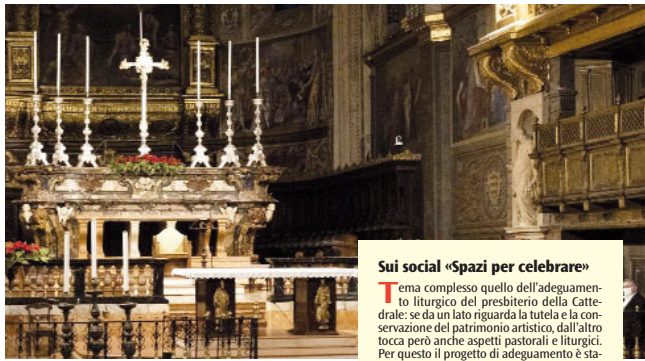 Sui social «Spazi per celebrare»
Tema complesso quello dell'adeguamen-
to liturgico del presbiterio della Catte-
drale: se da un lato riguarda la tutela e la con-
servazione del patrimonio artistico, dall'altro
tocca però anche aspetti pastorali e liturgici.
Per questo il progetto di adeguamento è sta-